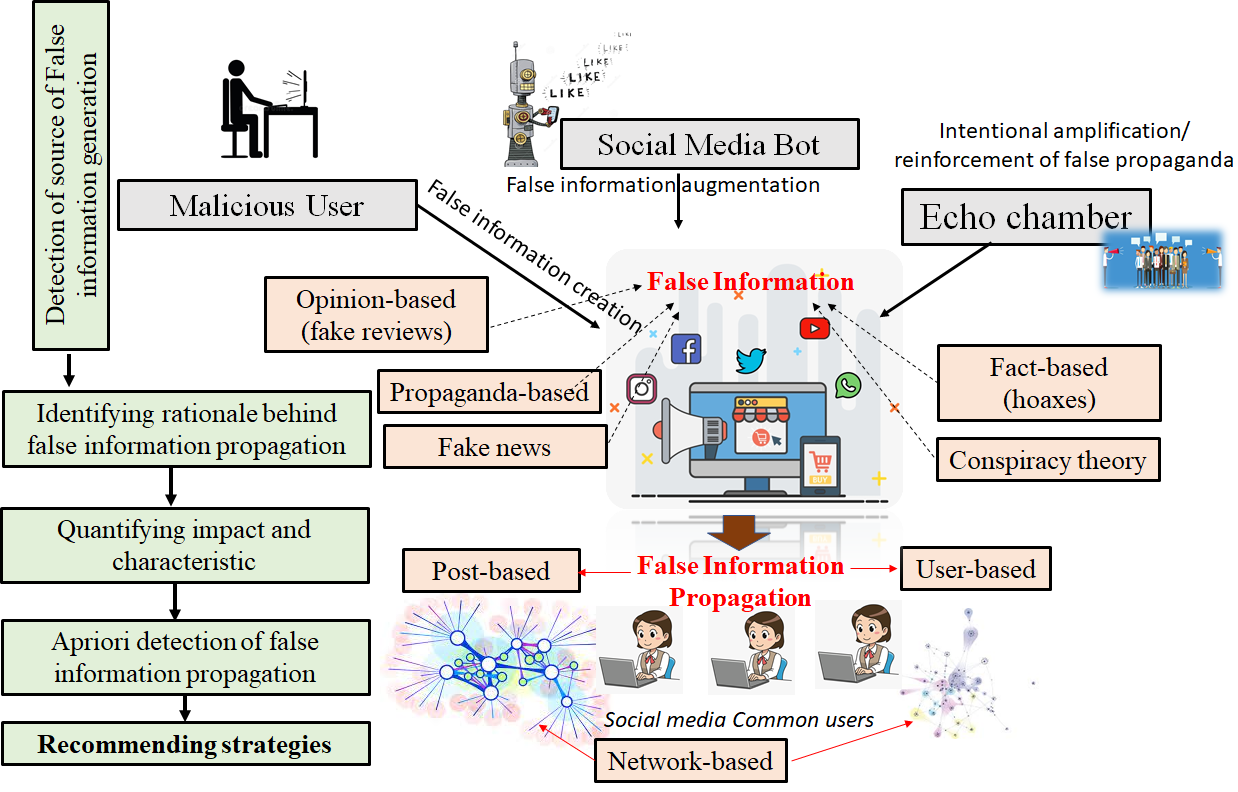 Detection of source of False
information generation
Identifying rationale behind
false information propagation
Quantifying impact and
characteristic
Apriori detection of false
information propagation
Recommending strategies
Malicious User
False information creation
LIKE
LIKE
LIKE
LIKE
LIKE
Social Media Bot
False information augmentation
Intentional amplification/
reinforcement of false propaganda
Echo chamber
False Information
Opinion-based
(fake reviews)
Propaganda-based
Fake news
Fact-based
(hoaxes)
Conspiracy theory
BUY
False Information
Propagation
Post-based
User-based
Social media Common users
Network-based